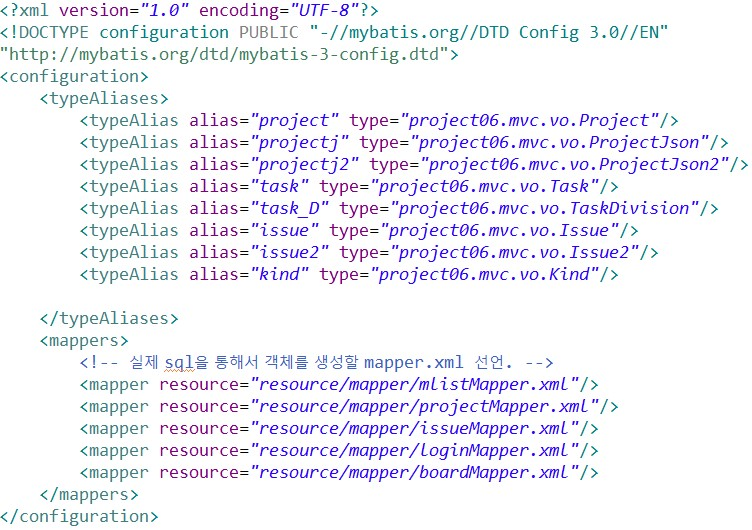 <?xml version="1.0" encoding="UTF-8"?>
<!DOCTYPE configuration PUBLIC "-//mybatis.org//DTD Config 3.0//EN"
"http://mybatis.org/dtd/mybatis-3-config.dtd">
<configuration>
    <typeAliases>
        <typeAlias alias="project" type="project06.mvc.vo.Project"/>
        <typeAlias alias="projectj" type="project06.mvc.vo.ProjectJson"/>
        <typeAlias alias="projectj2" type="project06.mvc.vo.ProjectJson2"/>
        <typeAlias alias="task" type="project06.mvc.vo.Task"/>
        <typeAlias alias="task_D" type="project06.mvc.vo.TaskDivision"/>
        <typeAlias alias="issue" type="project06.mvc.vo.Issue"/>
        <typeAlias alias="issue2" type="project06.mvc.vo.Issue2"/>
        <typeAlias alias="kind" type="project06.mvc.vo.Kind"/>
    </typeAliases>
    <mappers>
        <!-- 실제 sql을 통해서 객체를 생성할 mapper.xml 선언. -->
        <mapper resource="resource/mapper/mlistMapper.xml"/>
        <mapper resource="resource/mapper/projectMapper.xml"/>
        <mapper resource="resource/mapper/issueMapper.xml"/>
        <mapper resource="resource/mapper/loginMapper.xml"/>
        <mapper resource="resource/mapper/boardMapper.xml"/>
    </mappers>
</configuration>